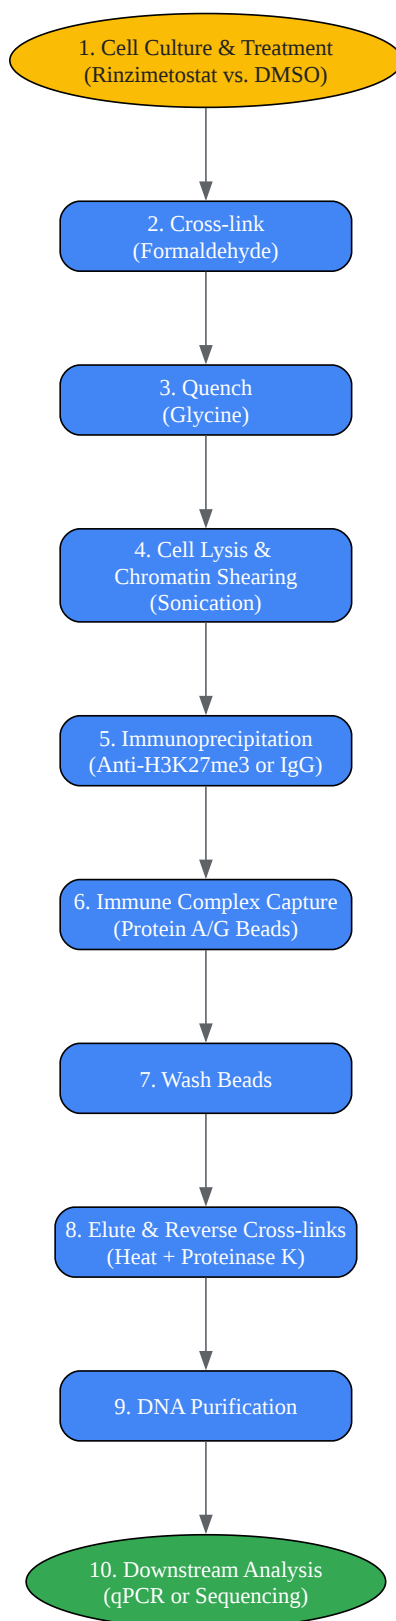 1. Cell Culture & Treatment
(Rinzimetostat vs. DMSO)
2. Cross-link
(Formaldehyde)
3. Quench
(Glycine)
4. Cell Lysis &
Chromatin Shearing
(Sonication)
5. Immunoprecipitation
(Anti-H3K27me3 or IgG)
6. Immune Complex Capture
(Protein A/G Beads)
7. Wash Beads
8. Elute & Reverse Cross-links
(Heat + Proteinase K)
9. DNA Purification
10. Downstream Analysis
(qPCR or Sequencing)